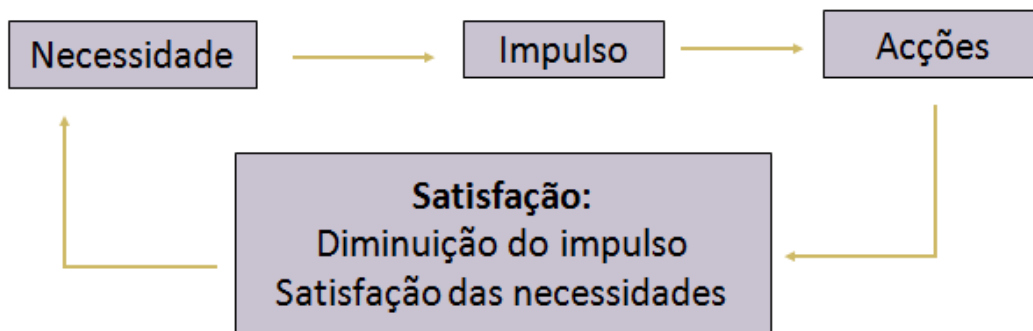 Necessidade
Impulso
Acções
Satisfação:
Diminuição do impulso
Satisfação das necessidades